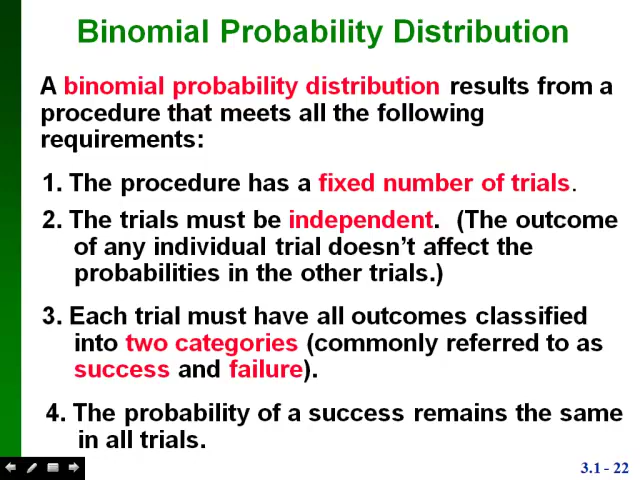 Binomial Probability Distribution
A binomial probability distribution results from a
procedure that meets all the following
requirements:
1. The procedure has a fixed number of trials.
2. The trials must be independent. (The outcome
of any individual trial doesn't affect the
probabilities in the other trials.)
3. Each trial must have all outcomes classified
into two categories (commonly referred to as
success and failure).
4. The probability of a success remains the same
in all trials.
3.1 - 22